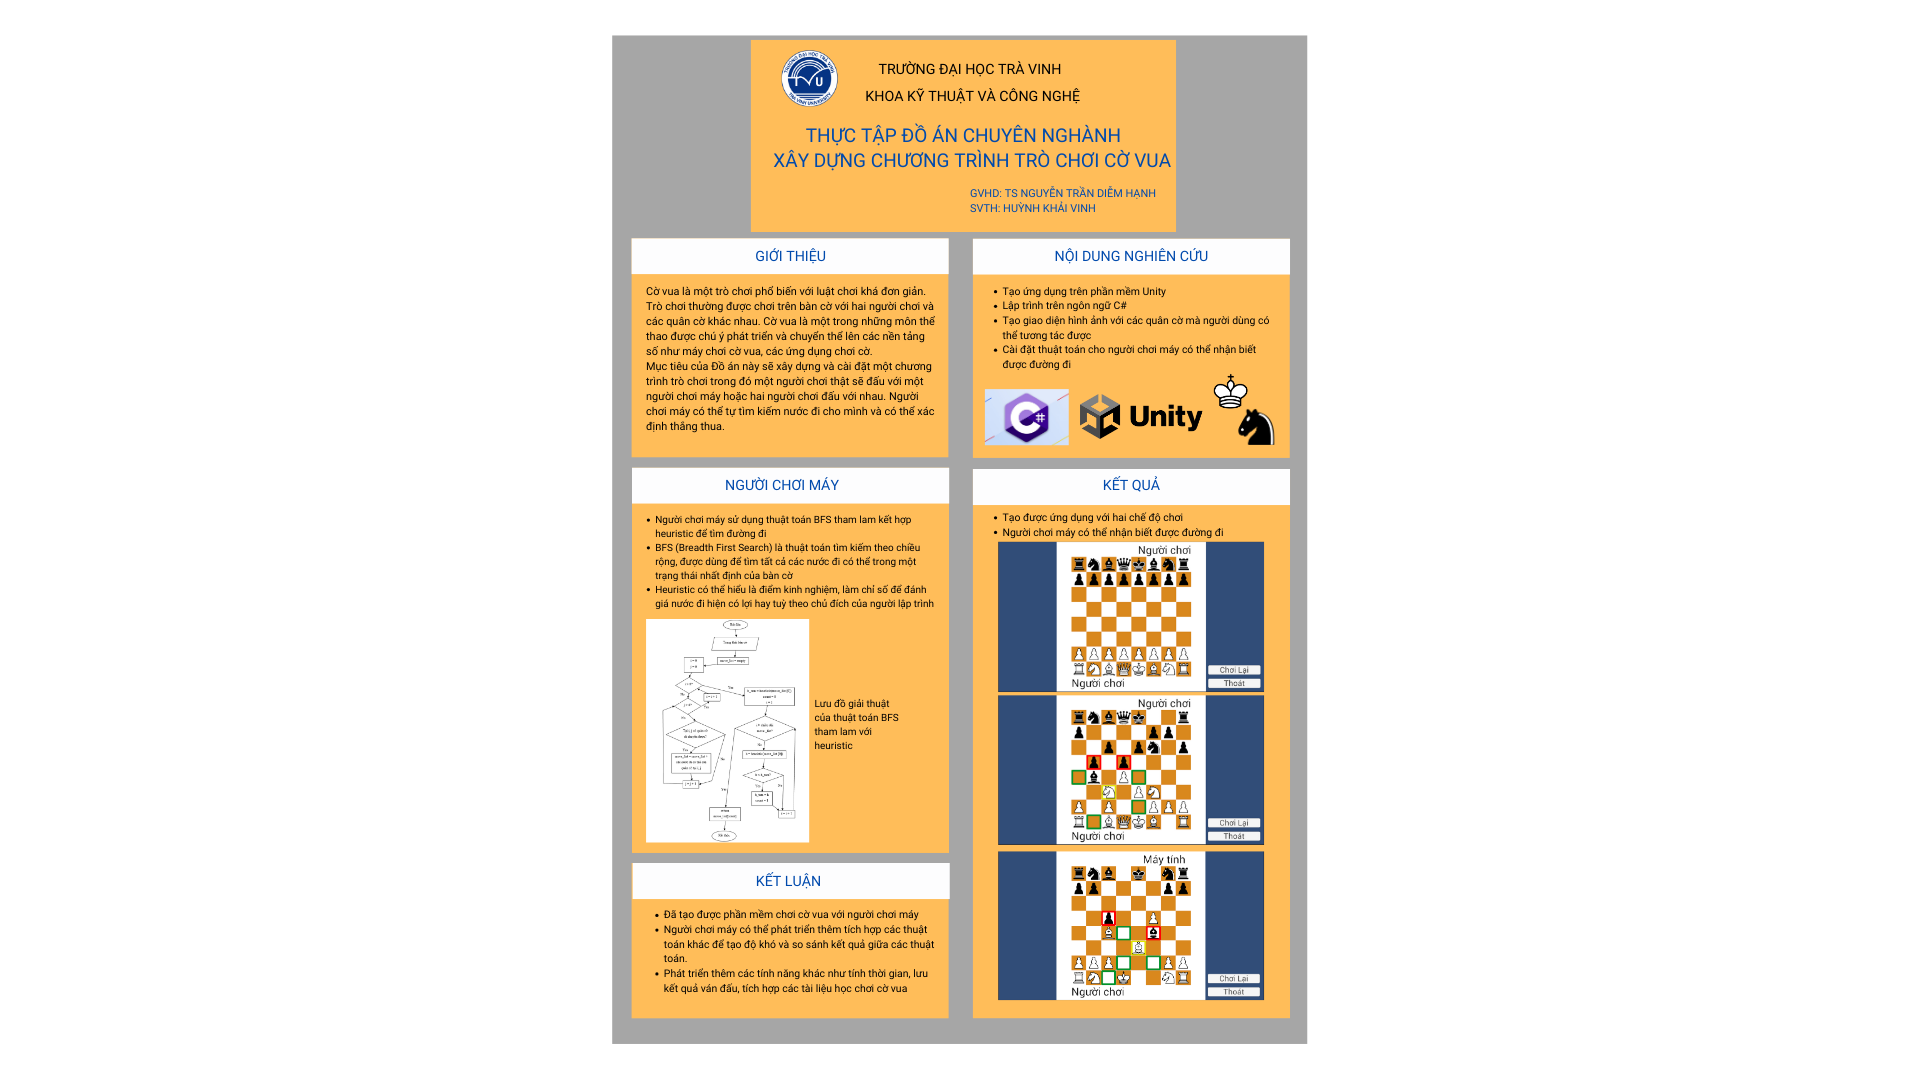 TRƯỜNG ĐẠI HỌC TRÀ VINH
TRA VINH UNIVERSITY
TRƯỜNG ĐẠI HỌC TRÀ VINH
KHOA KỸ THUẬT VÀ CÔNG NGHỆ
THỰC TẬP ĐỒ ÁN CHUYÊN NGHÀNH
XÂY DỰNG CHƯƠNG TRÌNH TRÒ CHƠI CỜ VUA
GVHD: TS NGUYỄN TRẦN DIỄM HẠNH
SVTH: HUỲNH KHẢI VINH
GIỚI THIỆU
Cờ vua là một trò chơi phổ biến với luật chơi khá đơn giản.
Trò chơi thường được chơi trên bàn cờ với hai người chơi và
các quân cờ khác nhau. Cờ vua là một trong những môn thể
thao được chú ý phát triển và chuyển thể lên các nền tảng
số như máy chơi cờ vua, các ứng dụng chơi cờ.
Mục tiêu của Đồ án này sẽ xây dựng và cài đặt một chương
trình trò chơi trong đó một người chơi thật sẽ đấu với một
người chơi máy hoặc hai người chơi đấu với nhau. Người
chơi máy có thể tự tìm kiếm nước đi cho mình và có thể xác
định thắng thua.
NỘI DUNG NGHIÊN CỨU
• Tạo ứng dụng trên phần mềm Unity
• Lập trình trên ngôn ngữ C#
• Tạo giao diện hình ảnh với các quân cờ mà người dùng có
thể tương tác được
• Cài đặt thuật toán cho người chơi máy có thể nhận biết
được đường đi
C#
Unity
NGƯỜI CHƠI MÁY
• Người chơi máy sử dụng thuật toán BFS tham lam kết hợp
heuristic để tìm đường đi
• BFS (Breadth First Search) là thuật toán tìm kiếm theo chiều
rộng, được dùng để tìm tất cả các nước đi có thể trong một
trạng thái nhất định của bàn cờ
• Heuristic có thể hiểu là điểm kinh nghiệm, làm chỉ số để đánh
giá nước đi hiện có lợi hay tuỳ theo chủ đích của người lập trình
Lưu đồ giải thuật
của thuật toán BFS
tham lam với
heuristic
KẾT QUẢ
• Tạo được ứng dụng với hai chế độ chơi
• Người chơi máy có thể nhận biết được đường đi
Người chơi
Chơi Lại
Thoát
Người chơi
Người chơi
Chơi Lại
Thoát
Người chơi
Máy tính
Chơi Lại
Thoát
Người chơi
KẾT LUẬN
• Đã tạo được phần mềm chơi cờ vua với người chơi máy
• Người chơi máy có thể phát triển thêm tích hợp các thuật
toán khác để tạo độ khó và so sánh kết quả giữa các thuật
toán.
• Phát triển thêm các tính năng khác như tính thời gian, lưu
kết quả ván đấu, tích hợp các tài liệu học chơi cờ vua